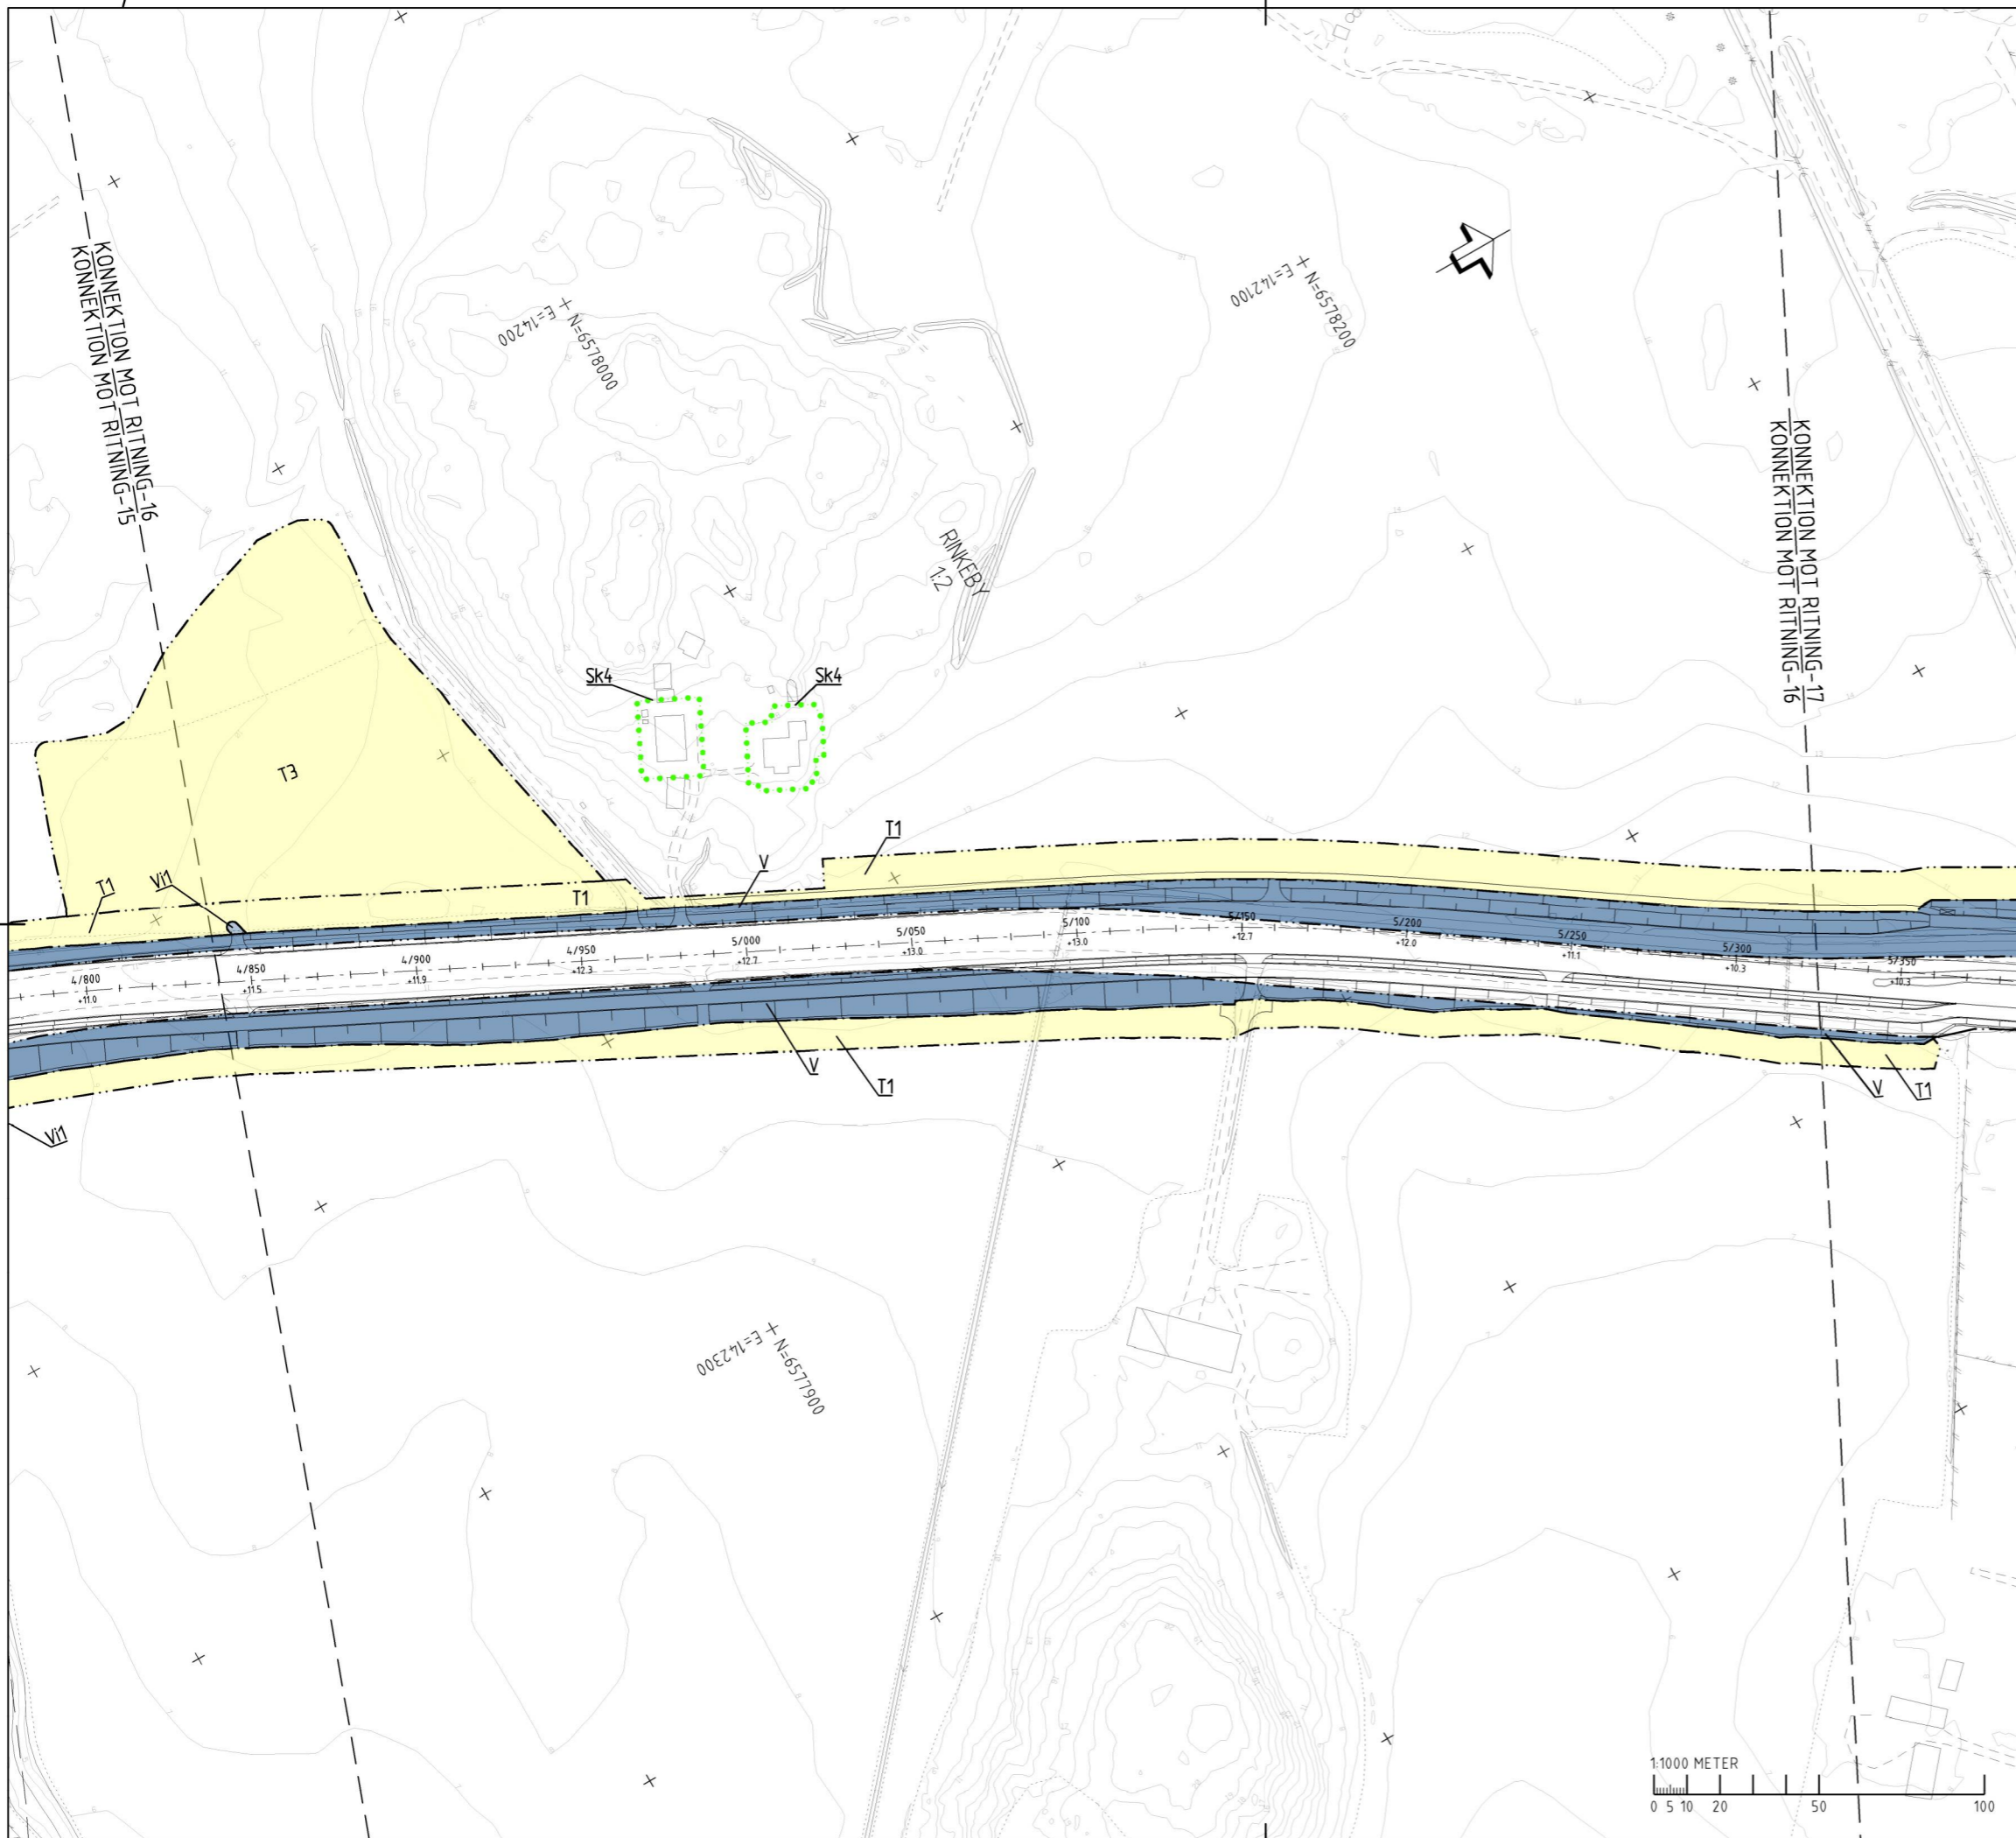 KONNEKTION MOT RITNING-16
KONNEKTION MOT RITNING-15
E=14200
N=6578000
E=142100
N=6578200
KONNEKTION MOT RITNING-17
KONNEKTION MOT RITNING-16
RINKEBY
1:2
Sk4
Sk4
T3
T1
Vi1
T1
V
T1
4/800
+11.0
4/850
+11.5
4/900
+11.9
4/950
+12.3
5/000
+12.7
5/050
+13.0
5/100
+13.0
5/150
+12.7
5/200
+12.0
5/250
+11.1
5/300
+10.3
5/350
+10.3
V
T1
V
T1
Vi1
E=142300
N=6577900
1:1000 METER
0 5 10 20 50 100